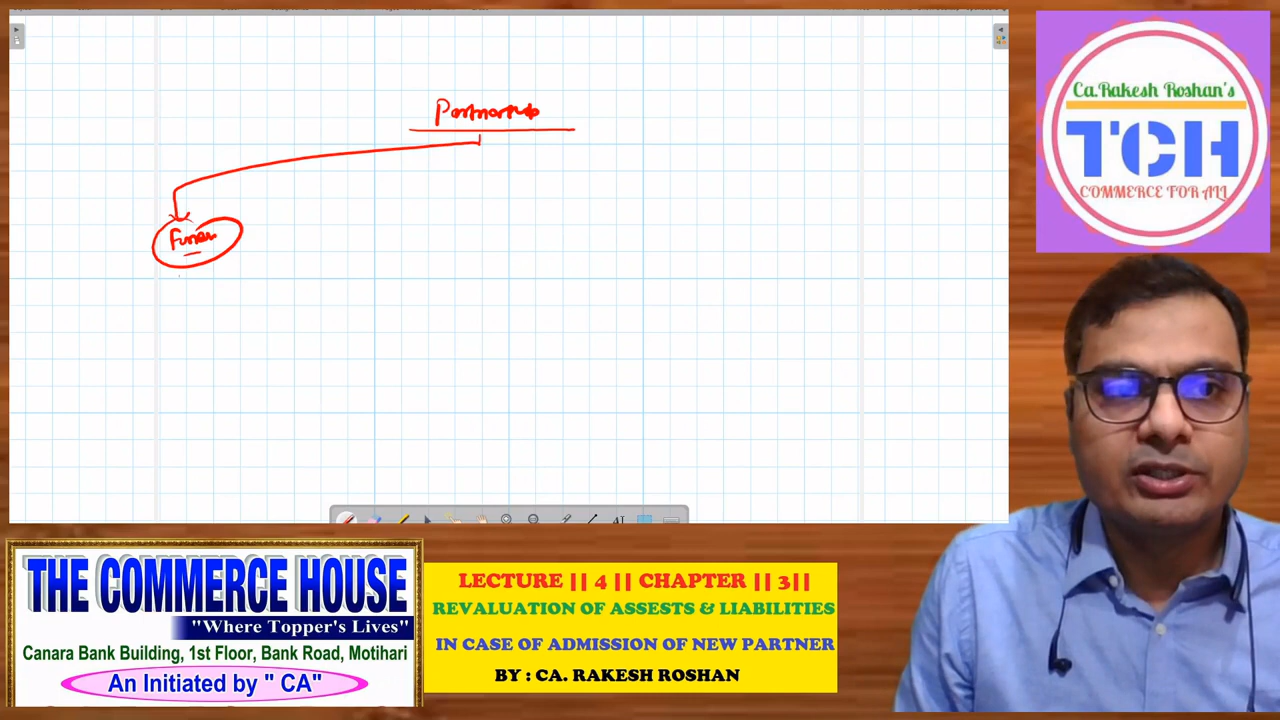 Partnership
Ca.Rakesh Roshan's
TCH
COMMERCE FOR ALL
THE COMMERCE HOUSE
"Where Topper's Lives"
Canara Bank Building, 1st Floor, Bank Road, Motihari
An Initiated by " CA"
LECTURE || 4 || CHAPTER || 3||
REVALUATION OF ASSESTS & LIABILITIES
IN CASE OF ADMISSION OF NEW PARTNER
BY : CA. RAKESH ROSHAN